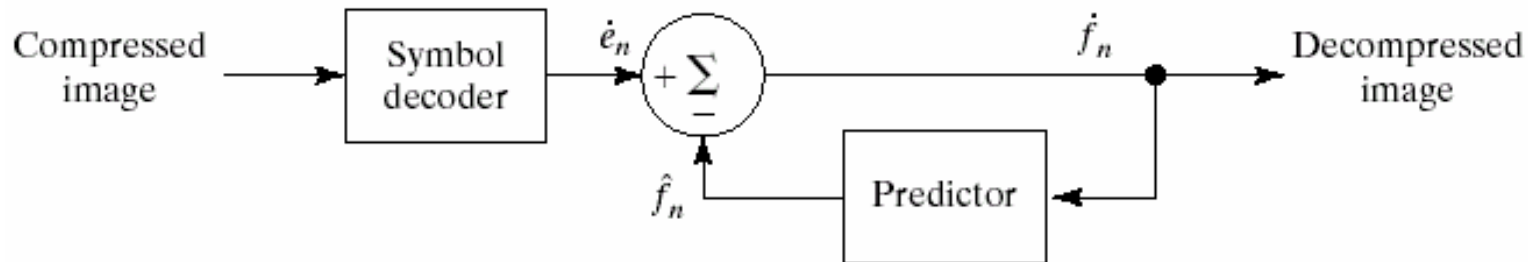 Compressed
image
Symbol
decoder
ė_n
+ Σ
−
ḟ_n
Decompressed
image
f̂_n
Predictor